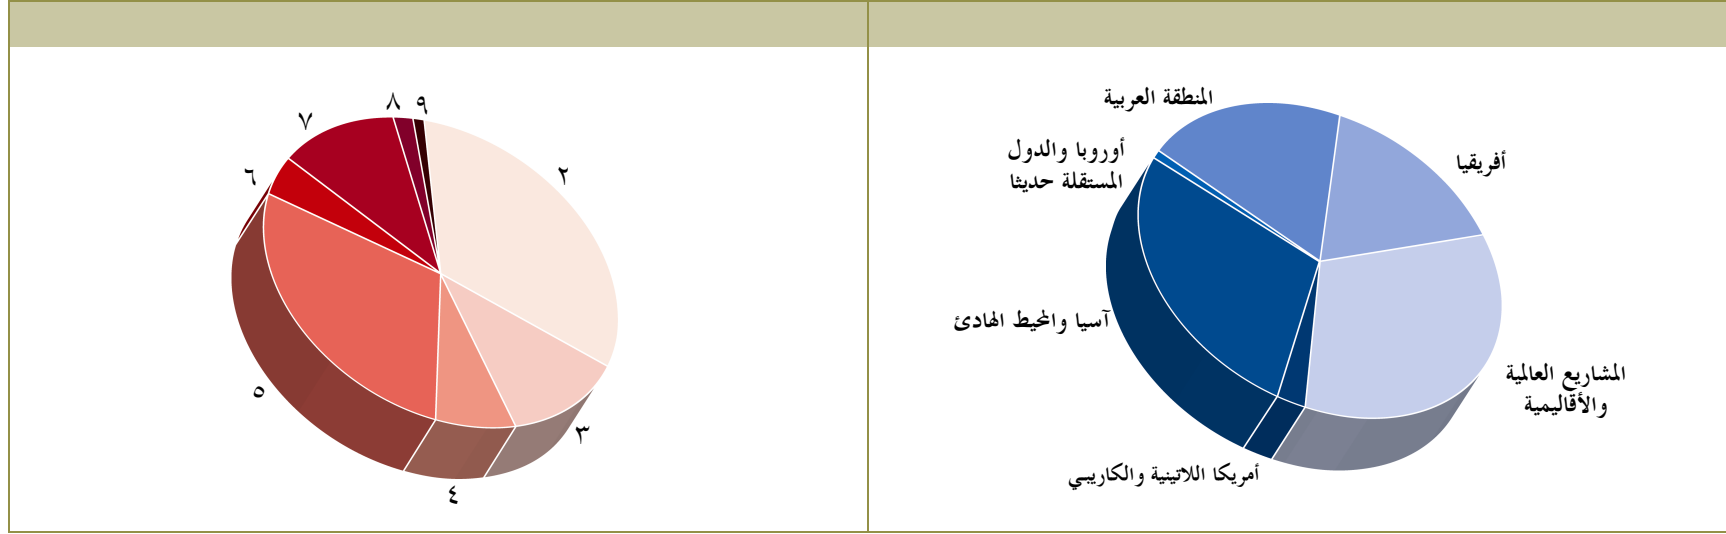 المنطقة العربية
أوروبا والدول
المستقلة حديثا
أفريقيا
آسيا والمحيط الهادئ
المشاريع العالمية
والأقاليمية
أمريكا اللاتينية والكاريبـي
٩
٨
٧
٢
٦
٥
٣
٤